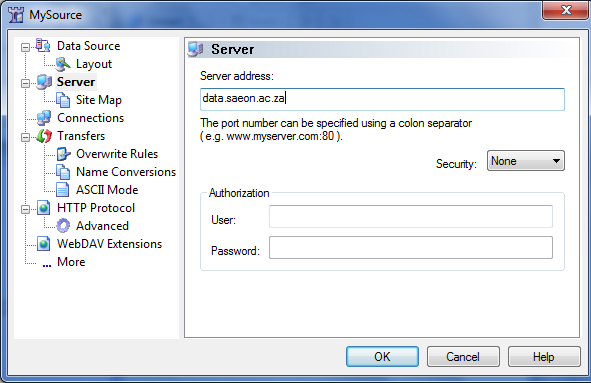 MySource
Data Source
Layout
Server
Site Map
Connections
Transfers
Overwrite Rules
Name Conversions
ASCII Mode
HTTP Protocol
Advanced
WebDAV Extensions
... More
Server
Server address:
data.saeon.ac.za
The port number can be specified using a colon separator
( e.g. www.myserver.com:80 ).
Security: None
Authorization
User:
Password:
OK Cancel Help